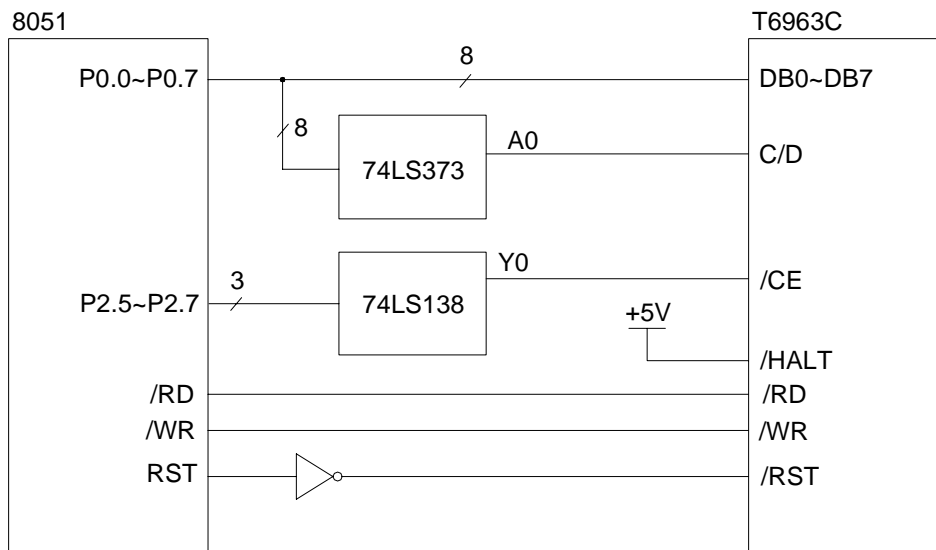 8051
T6963C
P0.0~P0.7
8
DB0~DB7
8
74LS373
A0
C/D
P2.5~P2.7
3
74LS138
Y0
/CE
+5V
/HALT
/RD
/RD
/WR
/WR
RST
/RST